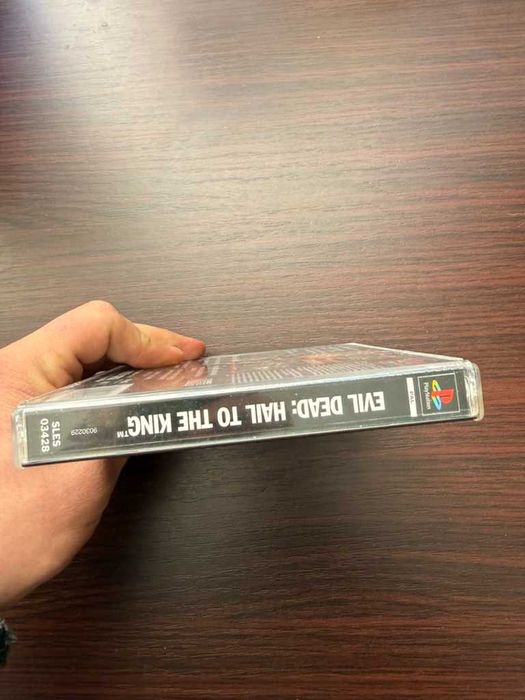 PlayStation
PAL
EVIL DEAD: HAIL TO THE KING™
9030229
SLES
03428